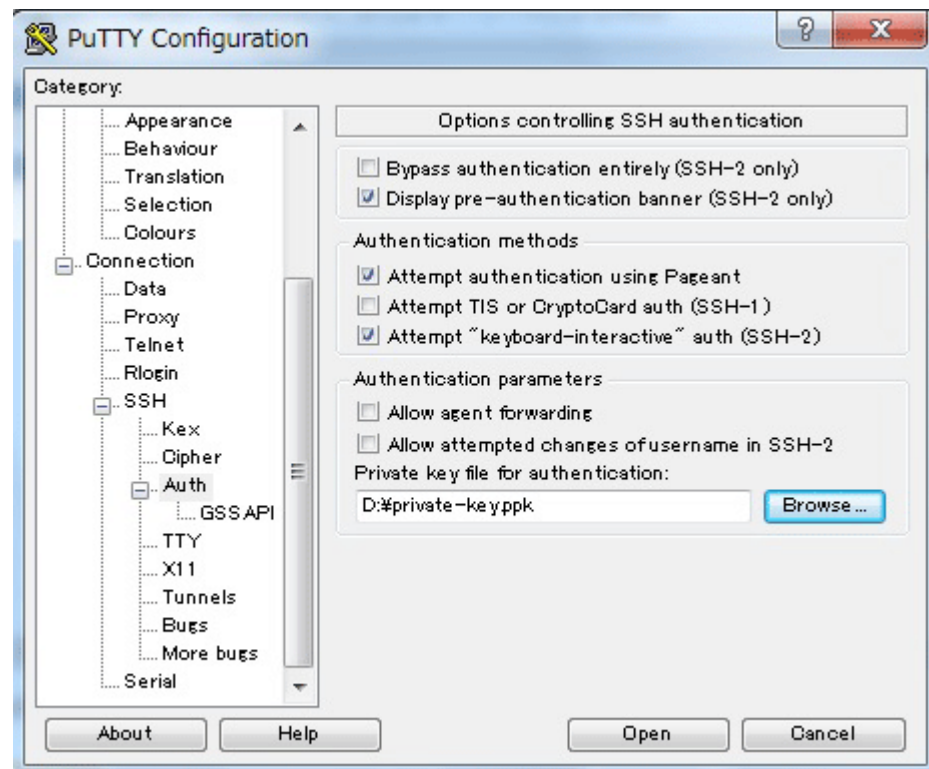 PuTTY Configuration
Category:
Appearance
Behaviour
Translation
Selection
Colours
Connection
Data
Proxy
Telnet
Rlogin
SSH
Kex
Cipher
Auth
GSSAPI
TTY
X11
Tunnels
Bugs
More bugs
Serial
Options controlling SSH authentication
Bypass authentication entirely (SSH-2 only)
Display pre-authentication banner (SSH-2 only)
Authentication methods
Attempt authentication using Pageant
Attempt TIS or CryptoCard auth (SSH-1)
Attempt "keyboard-interactive" auth (SSH-2)
Authentication parameters
Allow agent forwarding
Allow attempted changes of username in SSH-2
Private key file for authentication:
D:¥private-key.ppk
Browse...
About
Help
Open
Cancel